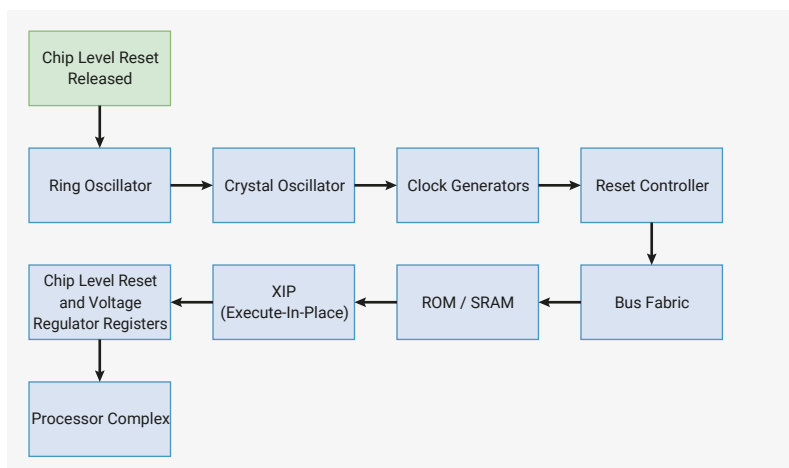 Chip Level Reset
Released
Ring Oscillator
Crystal Oscillator
Clock Generators
Reset Controller
Chip Level Reset
and Voltage
Regulator Registers
XIP
(Execute-In-Place)
ROM / SRAM
Bus Fabric
Processor Complex